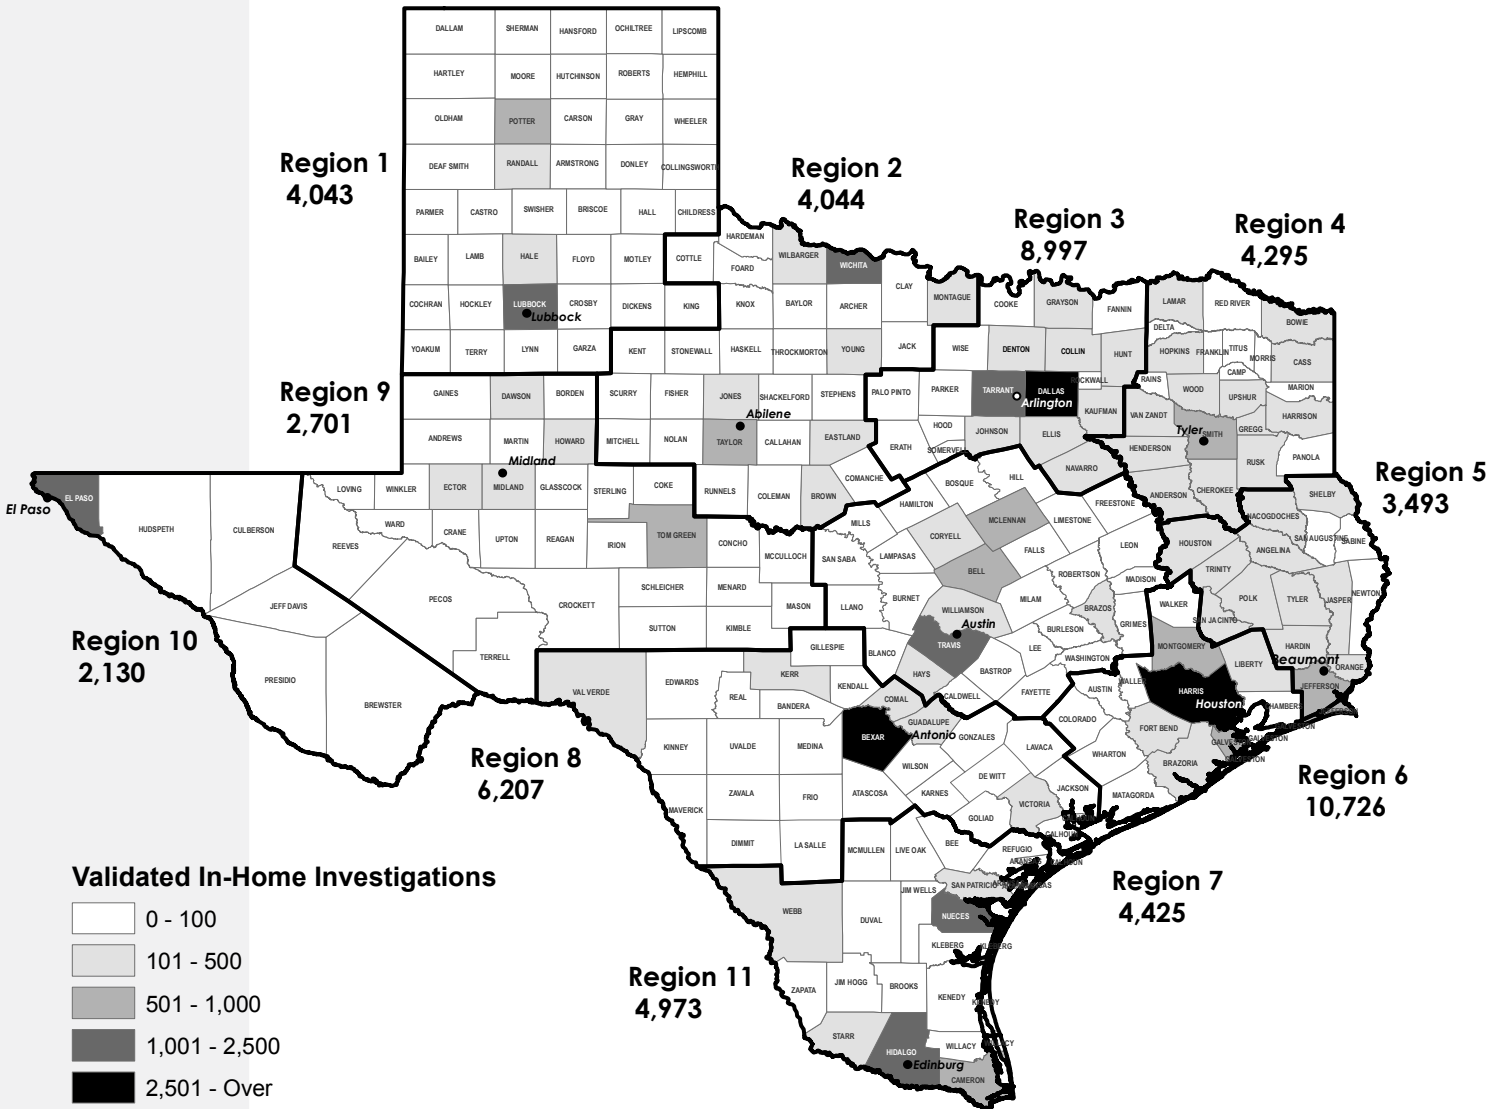 DALLAM SHERMAN HANSFORD OCHILTREE LIPSCOMB
HARTLEY MOORE HUTCHINSON ROBERTS HEMPHILL
OLDHAM POTTER CARSON GRAY WHEELER
DEAF SMITH RANDALL ARMSTRONG DONLEY COLLINGSWORTH
Region 1
4,043
PARMER CASTRO SWISHER BRISCOE HALL CHILDRESS
BAILEY LAMB HALE FLOYD MOTLEY COTTLE
COCHRAN HOCKLEY LUBBOCK CROSBY DICKENS KING
Lubbock
YOAKUM TERRY LYNN GARZA KENT STONEWALL HASKELL THROCKMORTON YOUNG JACK
Region 2
4,044
HARDEMAN
FOARD WILBARGER WICHITA
CLAY MONTAGUE
KNOX BAYLOR ARCHER
Region 3
8,997
COOKE GRAYSON FANNIN
WISE DENTON COLLIN HUNT
ROCKWALL
PALO PINTO PARKER TARRANT DALLAS
Arlington
KAUFMAN
HOOD JOHNSON ELLIS
ERATH SOMERVELL NAVARRO
Region 4
4,295
LAMAR RED RIVER BOWIE
DELTA
HOPKINS FRANKLIN TITUS MORRIS CASS
CAMP
RAINS WOOD UPSHUR MARION
VAN ZANDT SMITH GREGG HARRISON
Tyler
HENDERSON RUSK PANOLA
ANDERSON CHEROKEE
Region 9
2,701
GAINES DAWSON BORDEN SCURRY FISHER JONES SHACKELFORD STEPHENS
Abilene
ANDREWS MARTIN HOWARD MITCHELL NOLAN TAYLOR CALLAHAN EASTLAND
Midland
LOVING WINKLER ECTOR MIDLAND GLASSCOCK STERLING COKE RUNNELS COLEMAN BROWN COMANCHE
WARD CRANE UPTON REAGAN IRION TOM GREEN CONCHO
REEVES MCCULLOCH
PECOS CROCKETT SCHLEICHER MENARD
MASON
SUTTON KIMBLE
TERRELL
El Paso
EL PASO
HUDSPETH CULBERSON
JEFF DAVIS
Region 10
2,130
PRESIDIO BREWSTER
Region 5
3,493
SHELBY
NACOGDOCHES
HOUSTON SAN AUGUSTINE SABINE
ANGELINA
TRINITY
POLK TYLER JASPER NEWTON
SAN JACINTO
HARDIN
Beaumont
ORANGE
JEFFERSON
MILLS HAMILTON BOSQUE HILL
MCLENNAN LIMESTONE FREESTONE
SAN SABA LAMPASAS CORYELL FALLS LEON
BELL ROBERTSON MADISON
LLANO BURNET MILAM BRAZOS
WILLIAMSON
GRIMES
Austin
BURLESON
TRAVIS LEE
BLANCO WASHINGTON
HAYS BASTROP
CALDWELL FAYETTE
WALKER
MONTGOMERY LIBERTY
WALLER HARRIS
Houston
AUSTIN
CHAMBERS
COLORADO FORT BEND
GALVESTON
WHARTON BRAZORIA
MATAGORDA
Region 6
10,726
GILLESPIE
VAL VERDE EDWARDS KERR
KENDALL
REAL BANDERA COMAL
GUADALUPE
Antonio
KINNEY UVALDE MEDINA BEXAR GONZALES LAVACA
WILSON
DE WITT
MAVERICK ZAVALA FRIO ATASCOSA KARNES JACKSON
VICTORIA
GOLIAD
DIMMIT LA SALLE CALHOUN
Region 8
6,207
Region 7
4,425
MCMULLEN LIVE OAK BEE REFUGIO
SAN PATRICIO
WEBB DUVAL JIM WELLS NUECES
KLEBERG
Region 11
4,973
ZAPATA JIM HOGG BROOKS KENEDY
STARR HIDALGO WILLACY
Edinburg
CAMERON
Validated In-Home Investigations
0 - 100
101 - 500
501 - 1,000
1,001 - 2,500
2,501 - Over